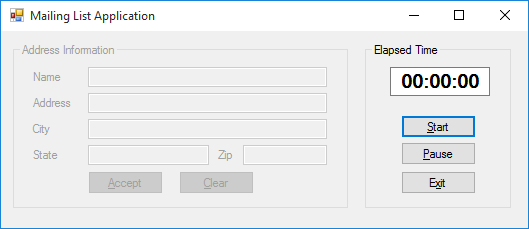 Mailing List Application
Address Information
Name
Address
City
State Zip
Accept Clear
Elapsed Time
00:00:00
Start
Pause
Exit